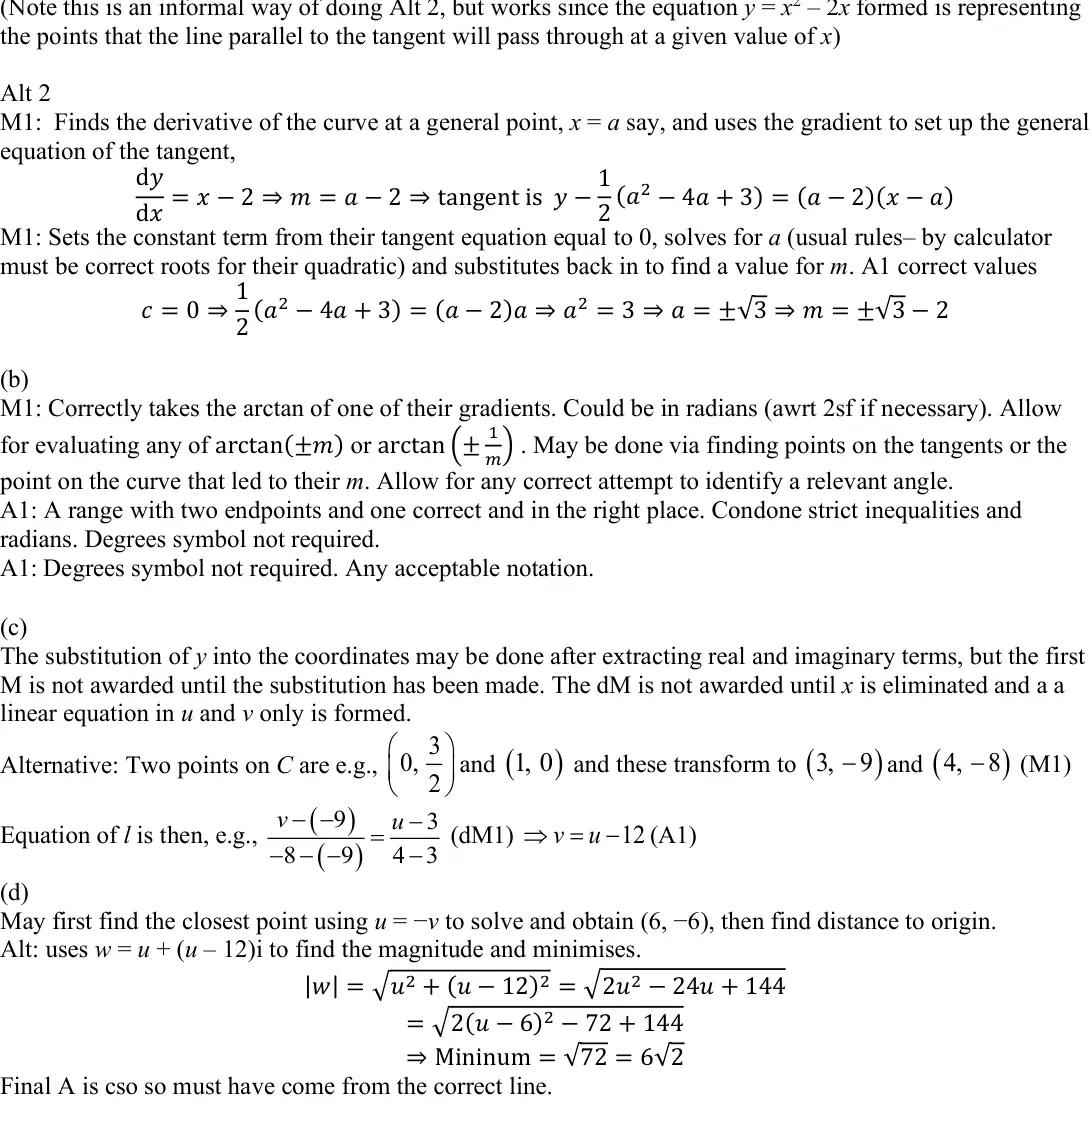 (Note this is an informal way of doing Alt 2, but works since the equation y = x² – 2x formed is representing
the points that the line parallel to the tangent will pass through at a given value of x)
Alt 2
M1:  Finds the derivative of the curve at a general point, x = a say, and uses the gradient to set up the general
equation of the tangent,
dy/dx = x − 2 ⇒ m = a − 2 ⇒ tangent is y − 1/2(a² − 4a + 3) = (a − 2)(x − a)
M1: Sets the constant term from their tangent equation equal to 0, solves for a (usual rules– by calculator
must be correct roots for their quadratic) and substitutes back in to find a value for m. A1 correct values
c = 0 ⇒ 1/2(a² − 4a + 3) = (a − 2)a ⇒ a² = 3 ⇒ a = ±√3 ⇒ m = ±√3 − 2
(b)
M1: Correctly takes the arctan of one of their gradients. Could be in radians (awrt 2sf if necessary). Allow
for evaluating any of arctan(±m) or arctan (± 1/m) . May be done via finding points on the tangents or the
point on the curve that led to their m. Allow for any correct attempt to identify a relevant angle.
A1: A range with two endpoints and one correct and in the right place. Condone strict inequalities and
radians. Degrees symbol not required.
A1: Degrees symbol not required. Any acceptable notation.
(c)
The substitution of y into the coordinates may be done after extracting real and imaginary terms, but the first
M is not awarded until the substitution has been made. The dM is not awarded until x is eliminated and a a
linear equation in u and v only is formed.
Alternative: Two points on C are e.g., (0, 3/2) and (1, 0) and these transform to (3, −9) and (4, −8) (M1)
Equation of l is then, e.g., (v−(−9))/(−8−(−9)) = (u−3)/(4−3) (dM1) ⇒ v = u −12 (A1)
(d)
May first find the closest point using u = −v to solve and obtain (6, −6), then find distance to origin.
Alt: uses w = u + (u – 12)i to find the magnitude and minimises.
|w| = √(u² + (u − 12)²) = √(2u² − 24u + 144)
= √(2(u − 6)² − 72 + 144)
⇒ Mininum = √72 = 6√2
Final A is cso so must have come from the correct line.